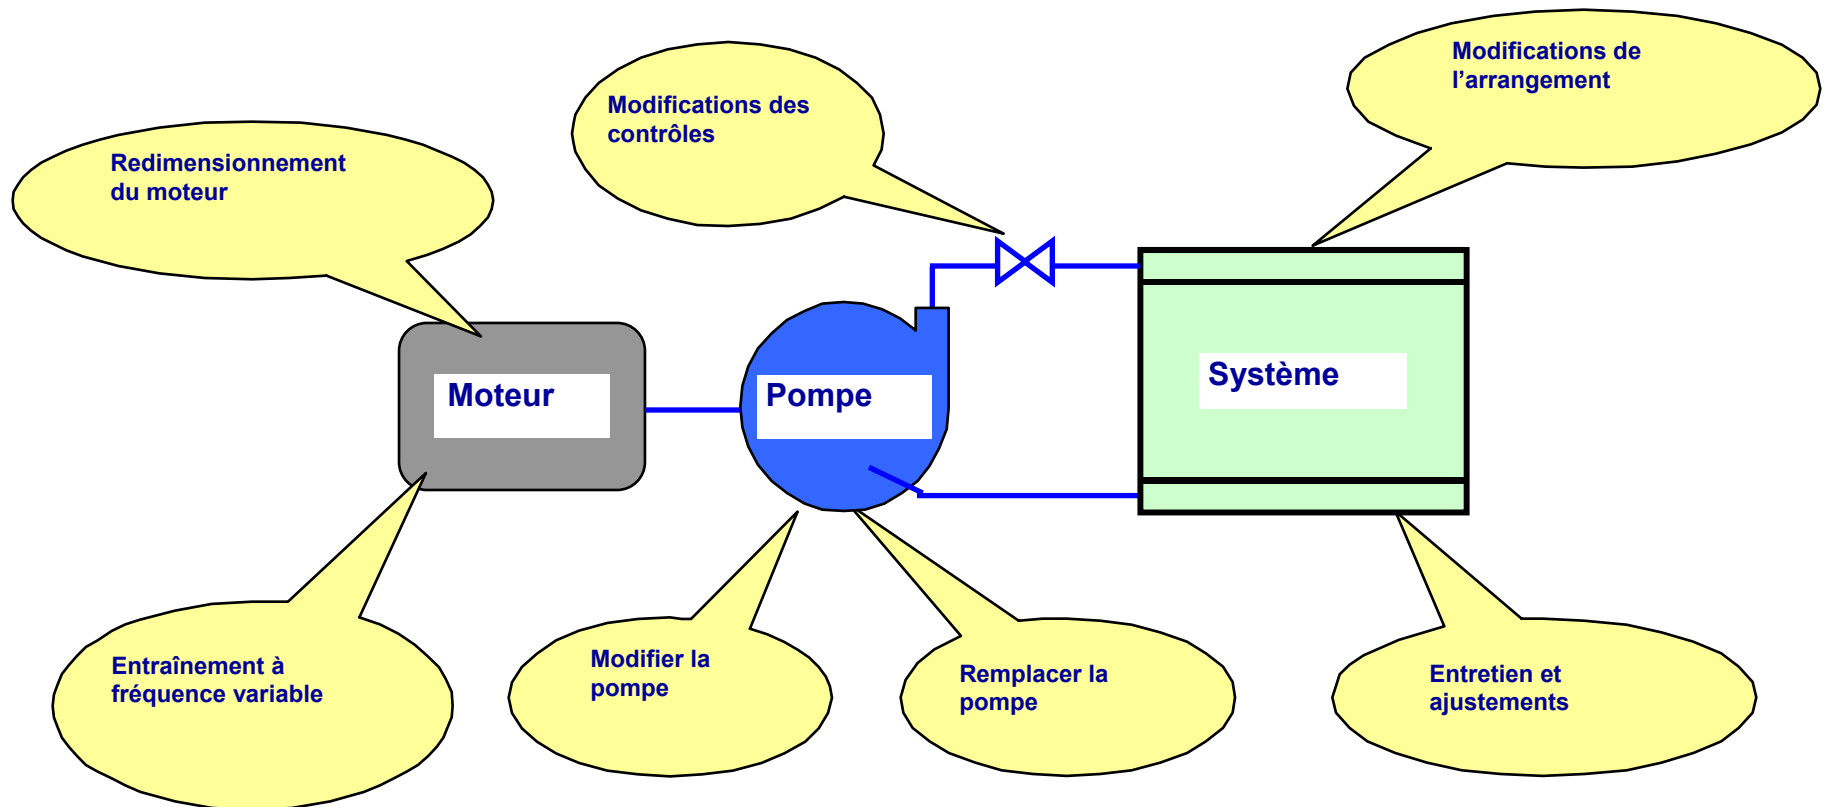 Modifications de
l’arrangement
Modifications des
contrôles
Redimensionnement
du moteur
Moteur
Pompe
Système
Entraînement à
fréquence variable
Modifier la
pompe
Remplacer la
pompe
Entretien et
ajustements